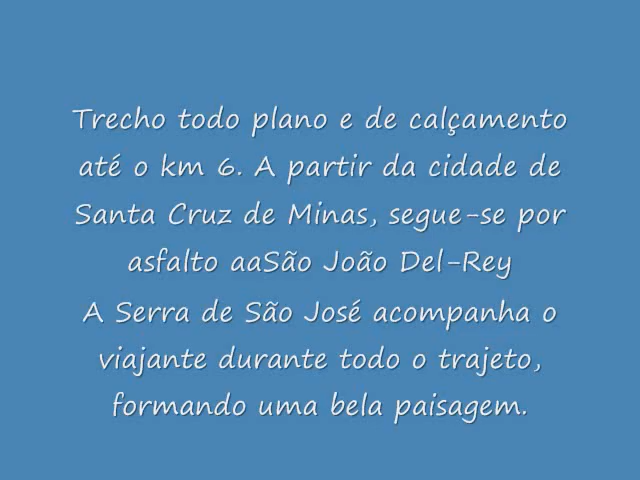 Trecho todo plano e de calçamento
até o km 6. A partir da cidade de
Santa Cruz de Minas, segue-se por
asfalto aaSão João Del-Rey
A Serra de São José acompanha o
viajante durante todo o trajeto,
formando uma bela paisagem.